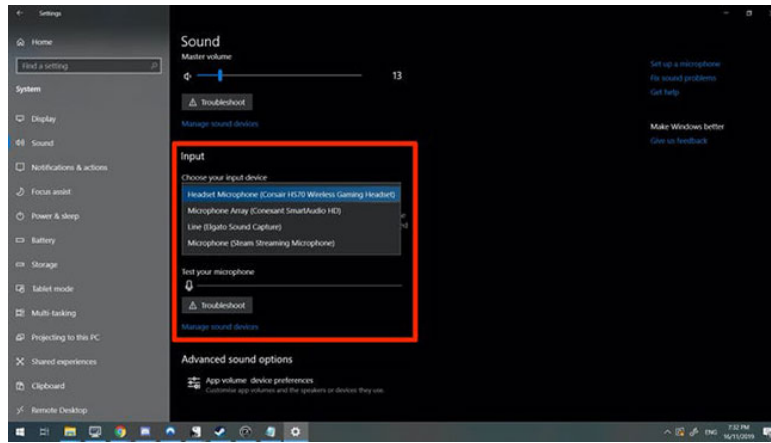 Settings
Home
Find a setting
System
Display
Sound
Notifications & actions
Focus assist
Power & sleep
Battery
Storage
Tablet mode
Multi-tasking
Projecting to this PC
Shared experiences
Clipboard
Remote Desktop
Sound
Master volume
13
Troubleshoot
Manage sound devices
Input
Choose your input device
Headset Microphone (Corsair HS70 Wireless Gaming Headset)
Microphone Array (Conexant SmartAudio HD)
Line (Elgato Sound Capture)
Microphone (Steam Streaming Microphone)
Test your microphone
Troubleshoot
Manage sound devices
Advanced sound options
App volume device preferences
Customise app volumes and the speakers or devices they use.
Set up a microphone
Fix sound problems
Get help
Make Windows better
Give us feedback
ENG
7:32 PM
16/11/2019